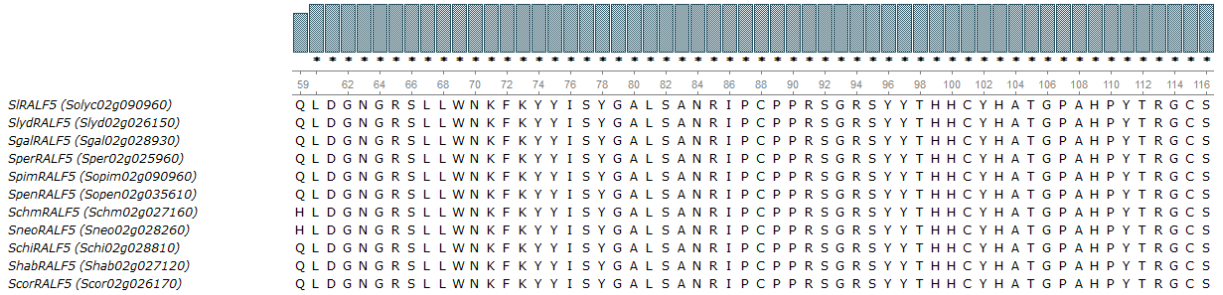 * * * * * * * * * * * * * * * * * * * * * * * * * * * * * * * * * * * * * * * * * * * * * * * * * * * * * * * * *
59 62 64 66 68 70 72 74 76 78 80 82 84 86 88 90 92 94 96 98 100 102 104 106 108 110 112 114 116
SlRALF5 (Solyc02g090960) Q L D G N G R S L L W N K F K Y Y I S Y G A L S A N R I P C P P R S G R S Y Y T H H C Y H A T G P A H P Y T R G C S
SlydRALF5 (Slyd02g026150) Q L D G N G R S L L W N K F K Y Y I S Y G A L S A N R I P C P P R S G R S Y Y T H H C Y H A T G P A H P Y T R G C S
SgalRALF5 (Sgal02g028930) Q L D G N G R S L L W N K F K Y Y I S Y G A L S A N R I P C P P R S G R S Y Y T H H C Y H A T G P A H P Y T R G C S
SperRALF5 (Sper02g025960) Q L D G N G R S L L W N K F K Y Y I S Y G A L S A N R I P C P P R S G R S Y Y T H H C Y H A T G P A H P Y T R G C S
SpimRALF5 (Sopim02g090960) Q L D G N G R S L L W N K F K Y Y I S Y G A L S A N R I P C P P R S G R S Y Y T H H C Y H A T G P A H P Y T R G C S
SpenRALF5 (Sopen02g035610) Q L D G N G R S L L W N K F K Y Y I S Y G A L S A N R I P C P P R S G R S Y Y T H H C Y H A T G P A H P Y T R G C S
SchmRALF5 (Schm02g027160) H L D G N G R S L L W N K F K Y Y I S Y G A L S A N R I P C P P R S G R S Y Y T H H C Y H A T G P A H P Y T R G C S
SneoRALF5 (Sneo02g028260) H L D G N G R S L L W N K F K Y Y I S Y G A L S A N R I P C P P R S G R S Y Y T H H C Y H A T G P A H P Y T R G C S
SchiRALF5 (Schi02g028810) Q L D G N G R S L L W N K F K Y Y I S Y G A L S A N R I P C P P R S G R S Y Y T H H C Y H A T G P A H P Y T R G C S
ShabRALF5 (Shab02g027120) Q L D G N G R S L L W N K F K Y Y I S Y G A L S A N R I P C P P R S G R S Y Y T H H C Y H A T G P A H P Y T R G C S
ScorRALF5 (Scor02g026170) Q L D G N G R S L L W N K F K Y Y I S Y G A L S A N R I P C P P R S G R S Y Y T H H C Y H A T G P A H P Y T R G C S